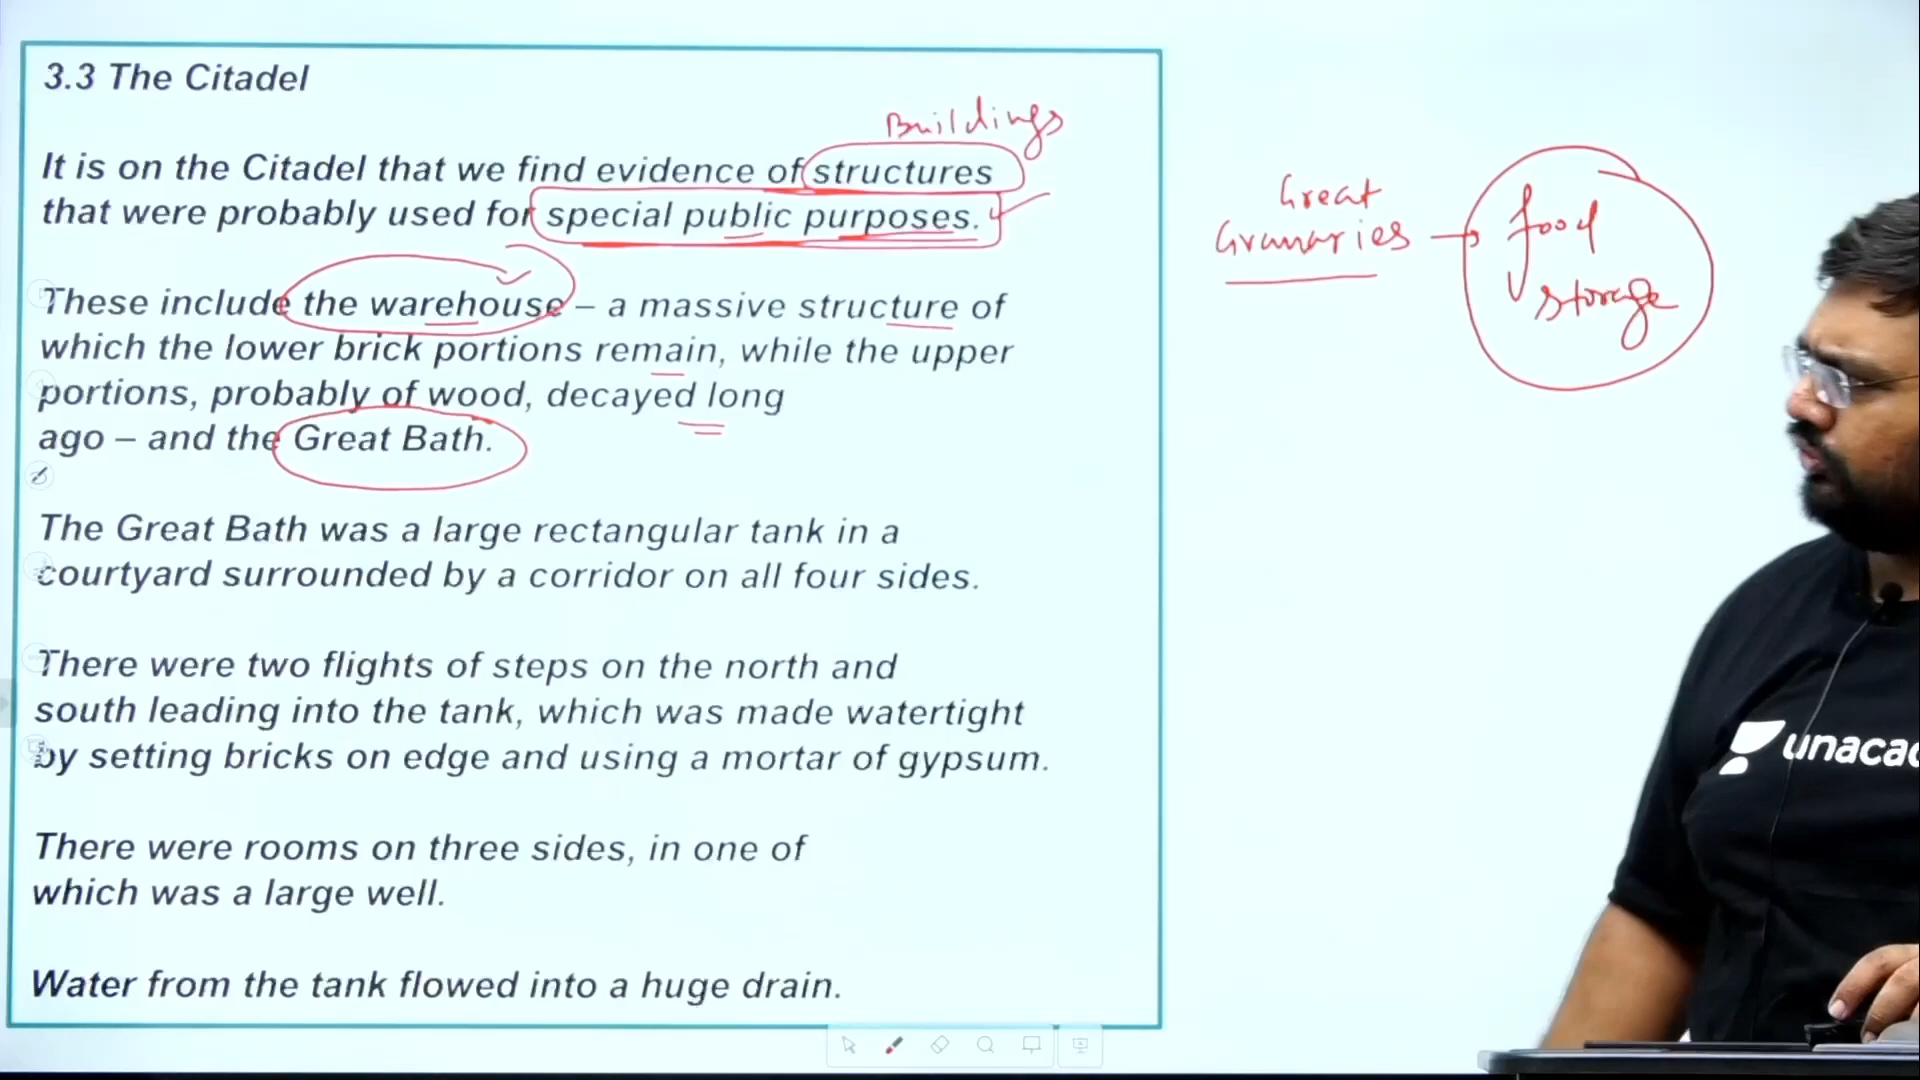 3.3 The Citadel
Buildings
It is on the Citadel that we find evidence of structures
that were probably used for special public purposes.
These include the warehouse – a massive structure of
which the lower brick portions remain, while the upper
portions, probably of wood, decayed long
ago – and the Great Bath.
The Great Bath was a large rectangular tank in a
courtyard surrounded by a corridor on all four sides.
There were two flights of steps on the north and
south leading into the tank, which was made watertight
by setting bricks on edge and using a mortar of gypsum.
There were rooms on three sides, in one of
which was a large well.
Water from the tank flowed into a huge drain.
Great
Granaries → food
storage
unacad